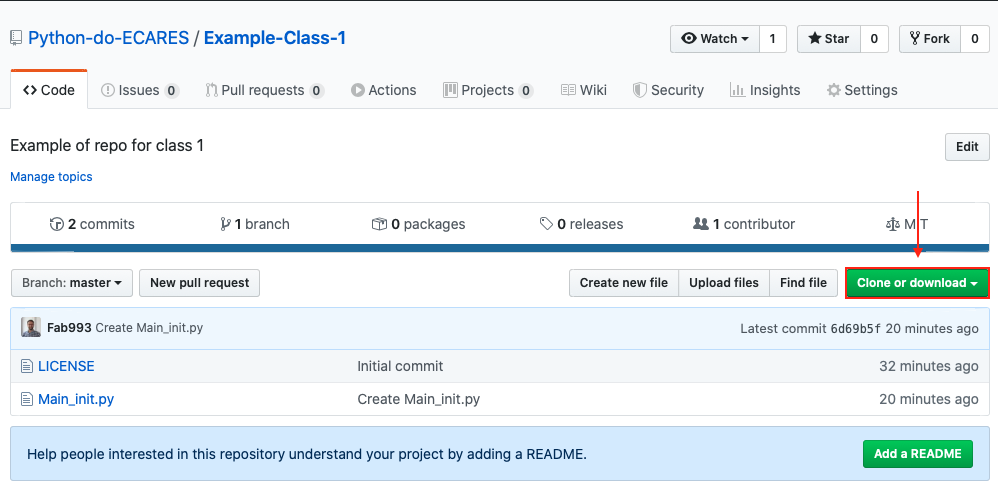 Python-do-ECARES / Example-Class-1
Watch 1 Star 0 Fork 0
Code Issues 0 Pull requests 0 Actions Projects 0 Wiki Security Insights Settings
Example of repo for class 1
Edit
Manage topics
2 commits 1 branch 0 packages 0 releases 1 contributor MIT
Branch: master New pull request Create new file Upload files Find file Clone or download
Fab993 Create Main_init.py Latest commit 6d69b5f 20 minutes ago
LICENSE Initial commit 32 minutes ago
Main_init.py Create Main_init.py 20 minutes ago
Help people interested in this repository understand your project by adding a README. Add a README